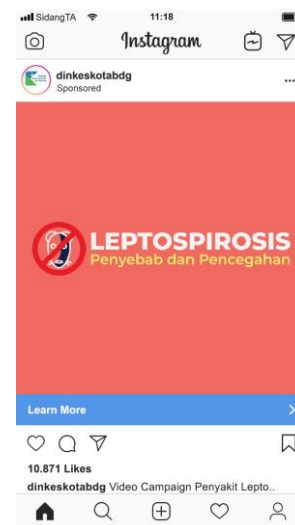 SidangTA
11:18
Instagram
dinkeskotabdg
Sponsored
LEPTOSPIROSIS
Penyebab dan Pencegahan
Learn More
10.871 Likes
dinkeskotabdg Video Campaign Penyakit Lepto..